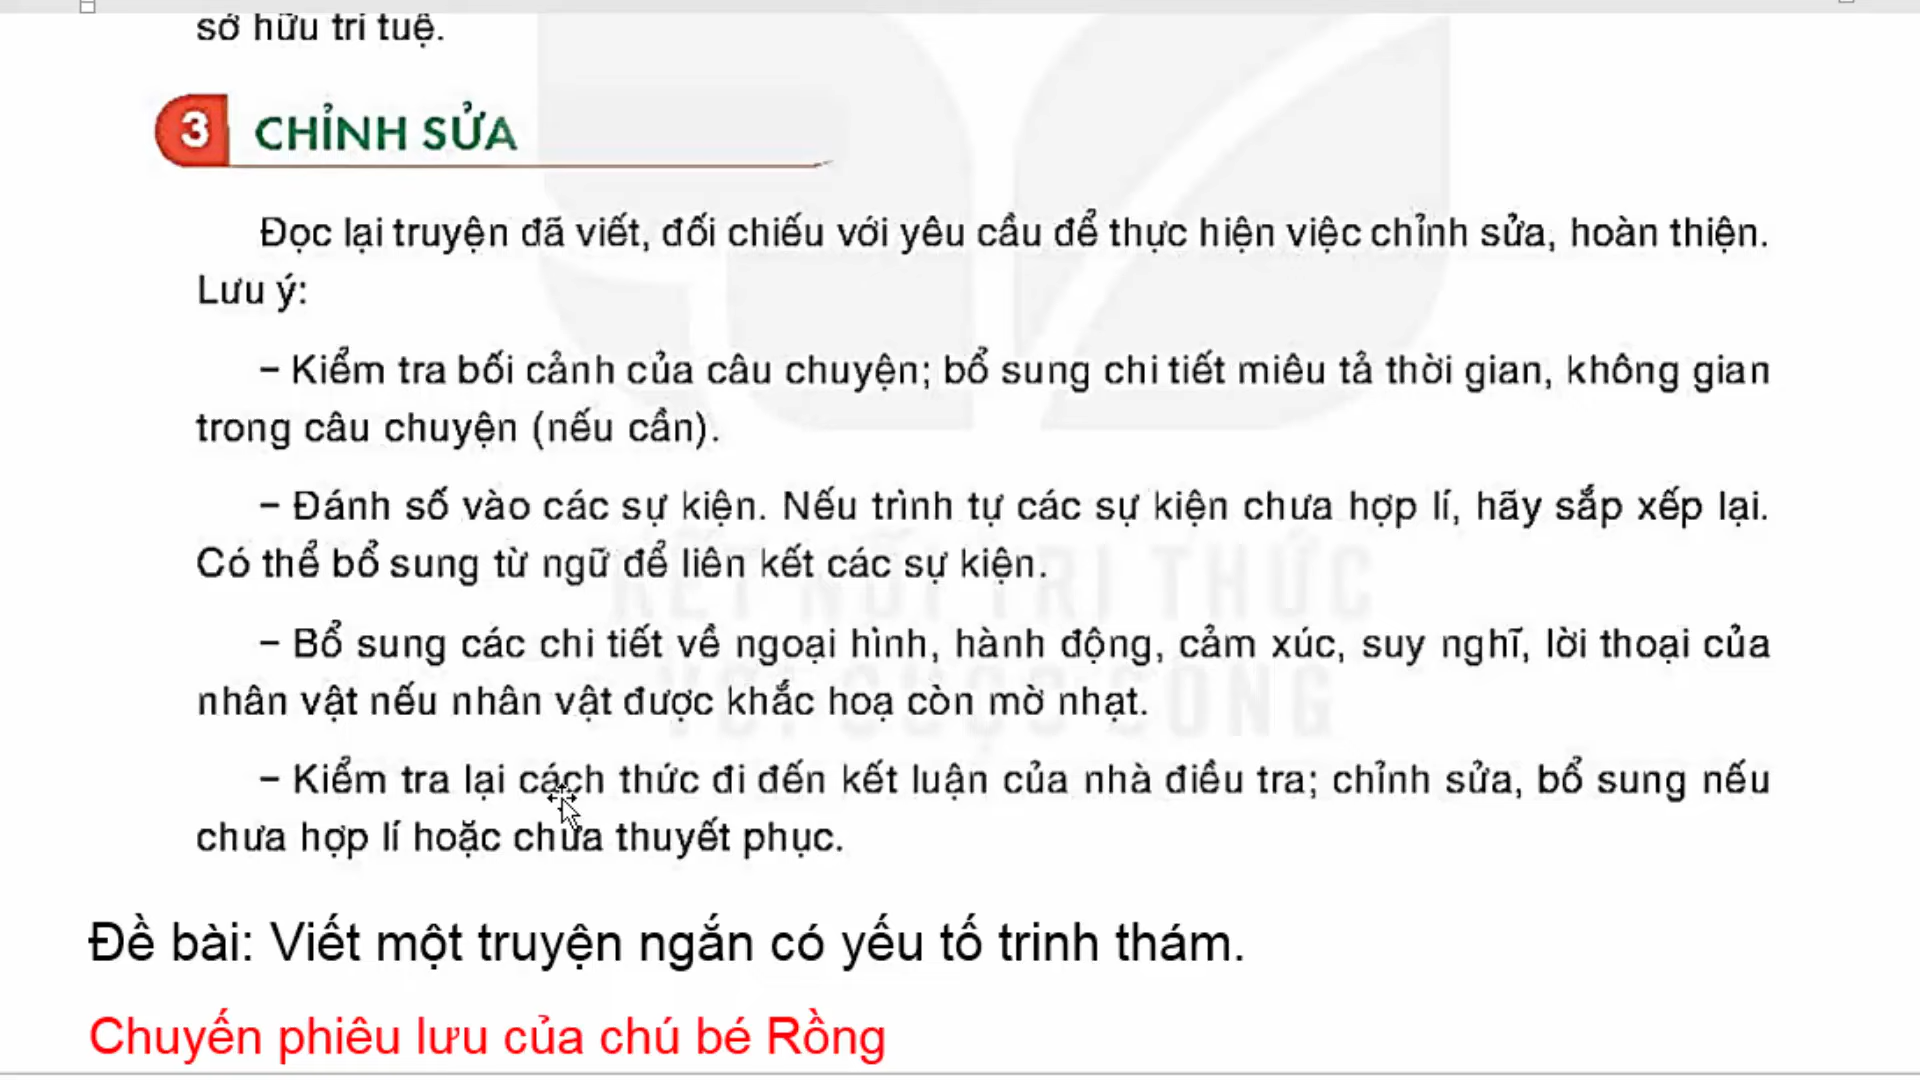 sở hữu trí tuệ.
3 CHỈNH SỬA
Đọc lại truyện đã viết, đối chiếu với yêu cầu để thực hiện việc chỉnh sửa, hoàn thiện.
Lưu ý:
– Kiểm tra bối cảnh của câu chuyện; bổ sung chi tiết miêu tả thời gian, không gian
trong câu chuyện (nếu cần).
– Đánh số vào các sự kiện. Nếu trình tự các sự kiện chưa hợp lí, hãy sắp xếp lại.
Có thể bổ sung từ ngữ để liên kết các sự kiện.
KẾT NỐI TRI THỨC
– Bổ sung các chi tiết về ngoại hình, hành động, cảm xúc, suy nghĩ, lời thoại của
nhân vật nếu nhân vật được khắc hoạ còn mờ nhạt.
VỚI CUỘC SỐNG
– Kiểm tra lại cách thức đi đến kết luận của nhà điều tra; chỉnh sửa, bổ sung nếu
chưa hợp lí hoặc chưa thuyết phục.
Đề bài: Viết một truyện ngắn có yếu tố trinh thám.
Chuyến phiêu lưu của chú bé Rồng